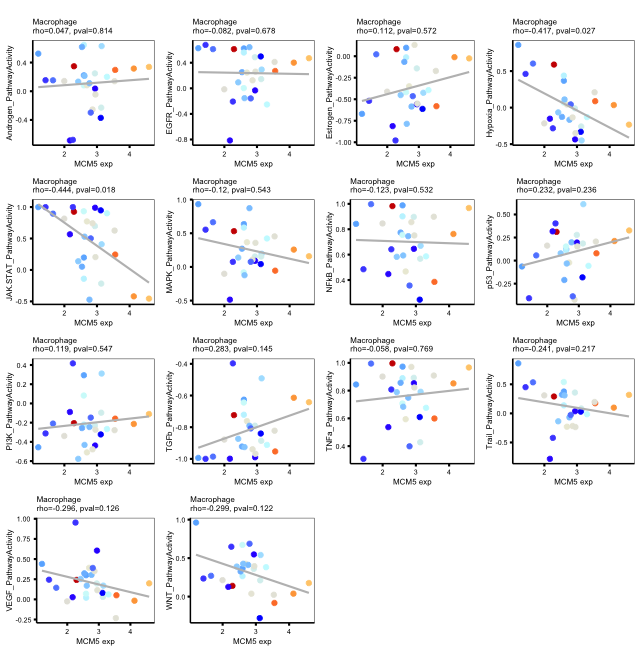 Macrophage
rho=0.047, pval=0.814
Androgen_PathwayActivity
0.4
0.0
-0.4
2
3
4
MCM5 exp
Macrophage
rho=-0.082, pval=0.678
EGFR_PathwayActivity
0.4
0.0
-0.4
-0.8
2
3
4
MCM5 exp
Macrophage
rho=0.112, pval=0.572
Estrogen_PathwayActivity
0.00
-0.25
-0.50
-0.75
-1.00
2
3
4
MCM5 exp
Macrophage
rho=-0.417, pval=0.027
Hypoxia_PathwayActivity
0.5
0.0
-0.5
2
3
4
MCM5 exp
Macrophage
rho=-0.444, pval=0.018
JAK-STAT_PathwayActivity
1.0
0.5
0.0
-0.5
2
3
4
MCM5 exp
Macrophage
rho=-0.12, pval=0.543
MAPK_PathwayActivity
1.0
0.5
0.0
-0.5
2
3
4
MCM5 exp
Macrophage
rho=-0.123, pval=0.532
NFkB_PathwayActivity
1.0
0.8
0.6
0.4
2
3
4
MCM5 exp
Macrophage
rho=0.232, pval=0.236
p53_PathwayActivity
0.50
0.25
0.00
-0.25
2
3
4
MCM5 exp
Macrophage
rho=0.119, pval=0.547
PI3K_PathwayActivity
0.4
0.2
0.0
-0.2
-0.4
-0.6
2
3
4
MCM5 exp
Macrophage
rho=0.283, pval=0.145
TGFb_PathwayActivity
-0.4
-0.6
-0.8
-1.0
2
3
4
MCM5 exp
Macrophage
rho=-0.058, pval=0.769
TNFa_PathwayActivity
1.0
0.8
0.6
0.4
2
3
4
MCM5 exp
Macrophage
rho=-0.241, pval=0.217
Trail_PathwayActivity
0.5
0.0
-0.5
2
3
4
MCM5 exp
Macrophage
rho=-0.296, pval=0.126
VEGF_PathwayActivity
1.00
0.75
0.50
0.25
0.00
-0.25
2
3
4
MCM5 exp
Macrophage
rho=-0.299, pval=0.122
WNT_PathwayActivity
1.0
0.5
0.0
2
3
4
MCM5 exp